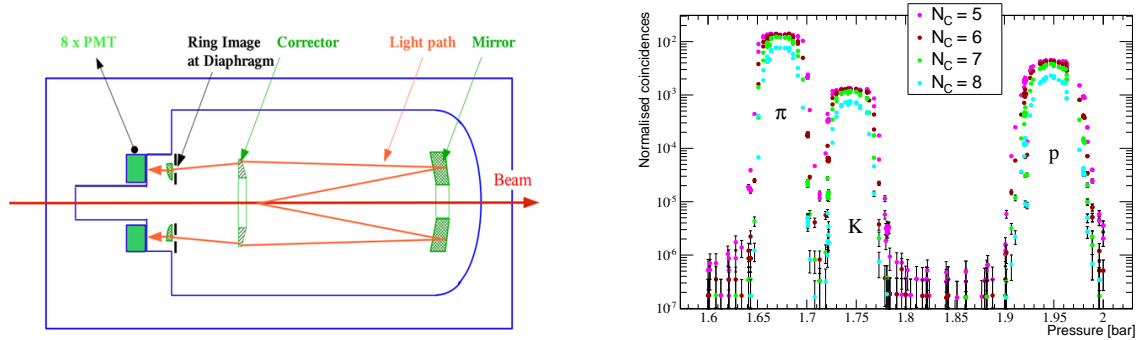 8 x PMT
Ring Image
at Diaphragm
Corrector
Light path
Mirror
Beam
Normalised coincidences
10^-2
10^-3
10^-4
10^-5
10^-6
10^-7
N_C = 5
N_C = 6
N_C = 7
N_C = 8
π
K
p
1.6
1.65
1.7
1.75
1.8
1.85
1.9
1.95
2
Pressure [bar]